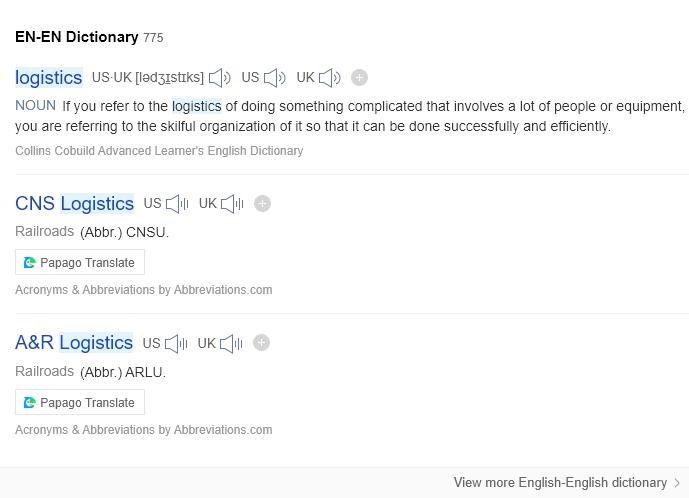 EN-EN Dictionary 775
logistics US·UK [lədʒɪstɪks] US UK
NOUN If you refer to the logistics of doing something complicated that involves a lot of people or equipment,
you are referring to the skilful organization of it so that it can be done successfully and efficiently.
Collins Cobuild Advanced Learner's English Dictionary
CNS Logistics US UK
Railroads (Abbr.) CNSU.
Papago Translate
Acronyms & Abbreviations by Abbreviations.com
A&R Logistics US UK
Railroads (Abbr.) ARLU.
Papago Translate
Acronyms & Abbreviations by Abbreviations.com
View more English-English dictionary